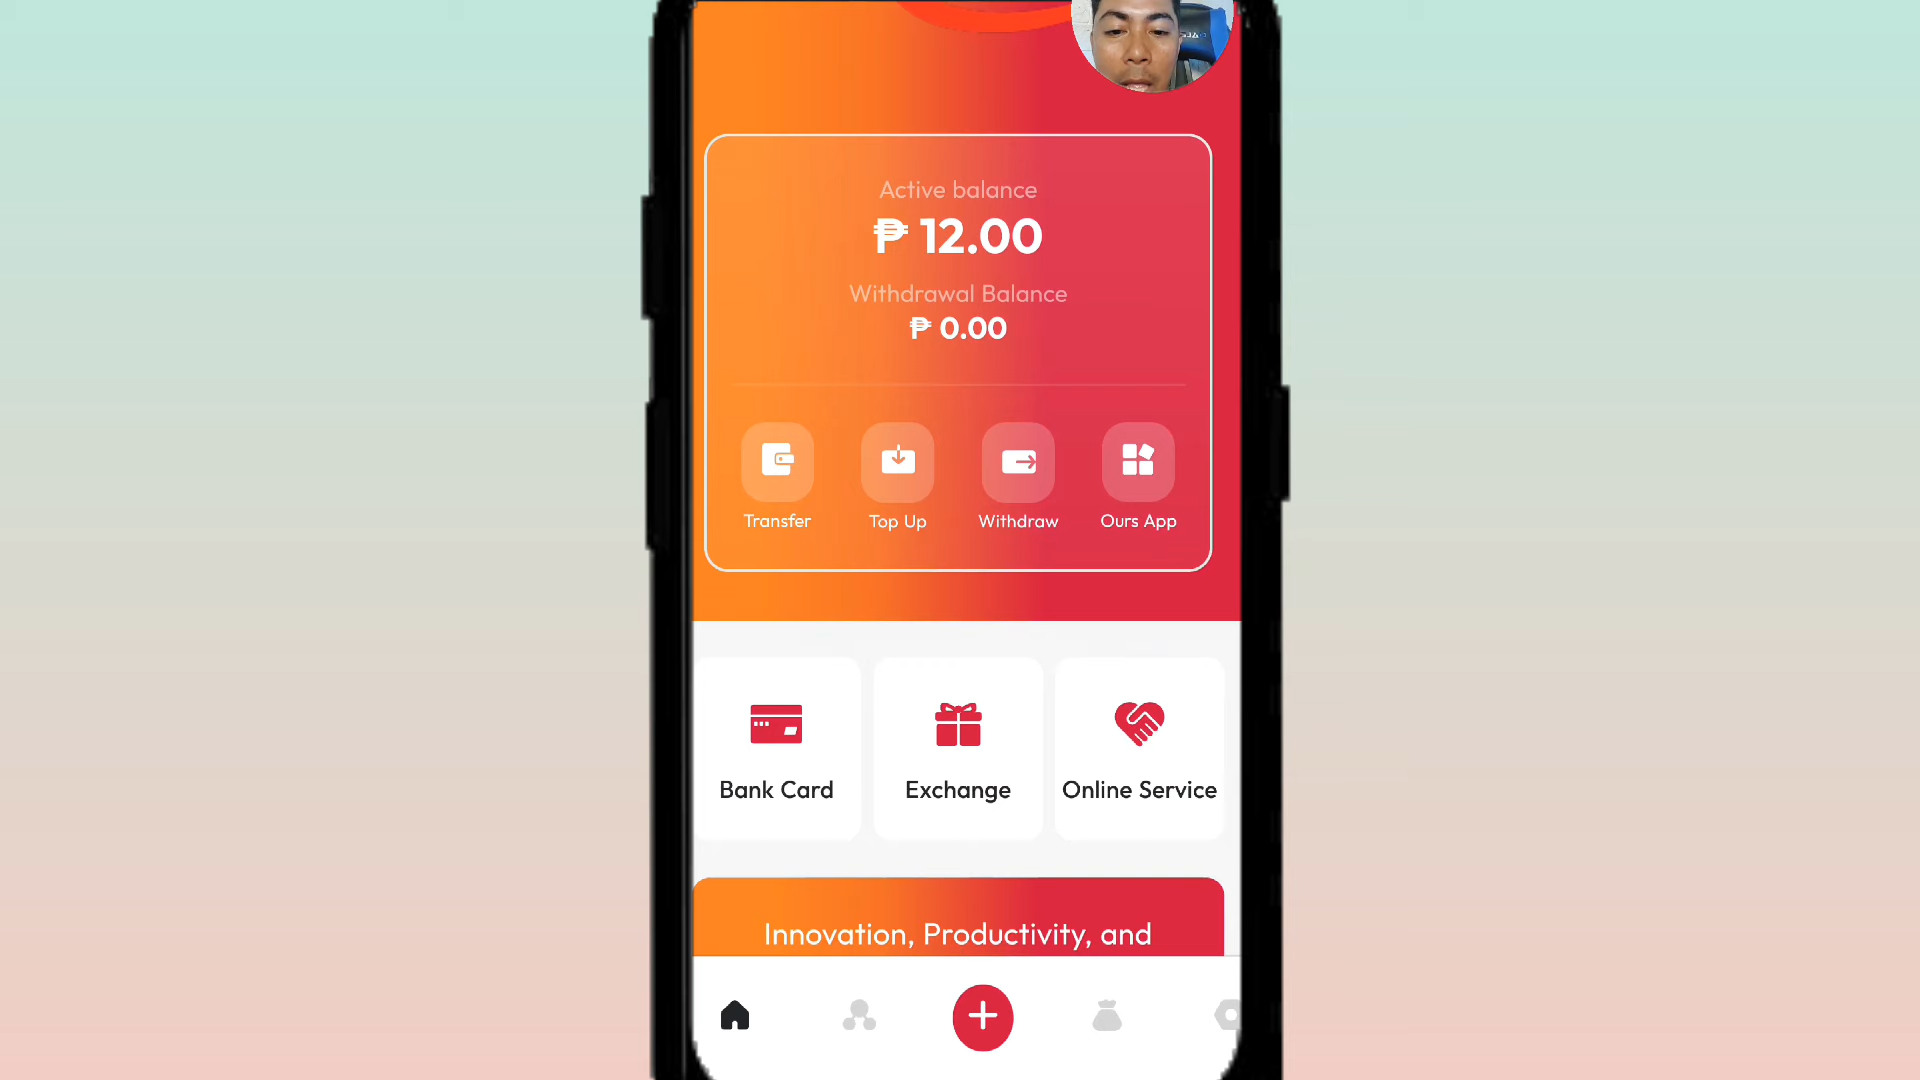 Active balance
₱ 12.00
Withdrawal Balance
₱ 0.00
Transfer Top Up Withdraw Ours App
Bank Card Exchange Online Service
Innovation, Productivity, and